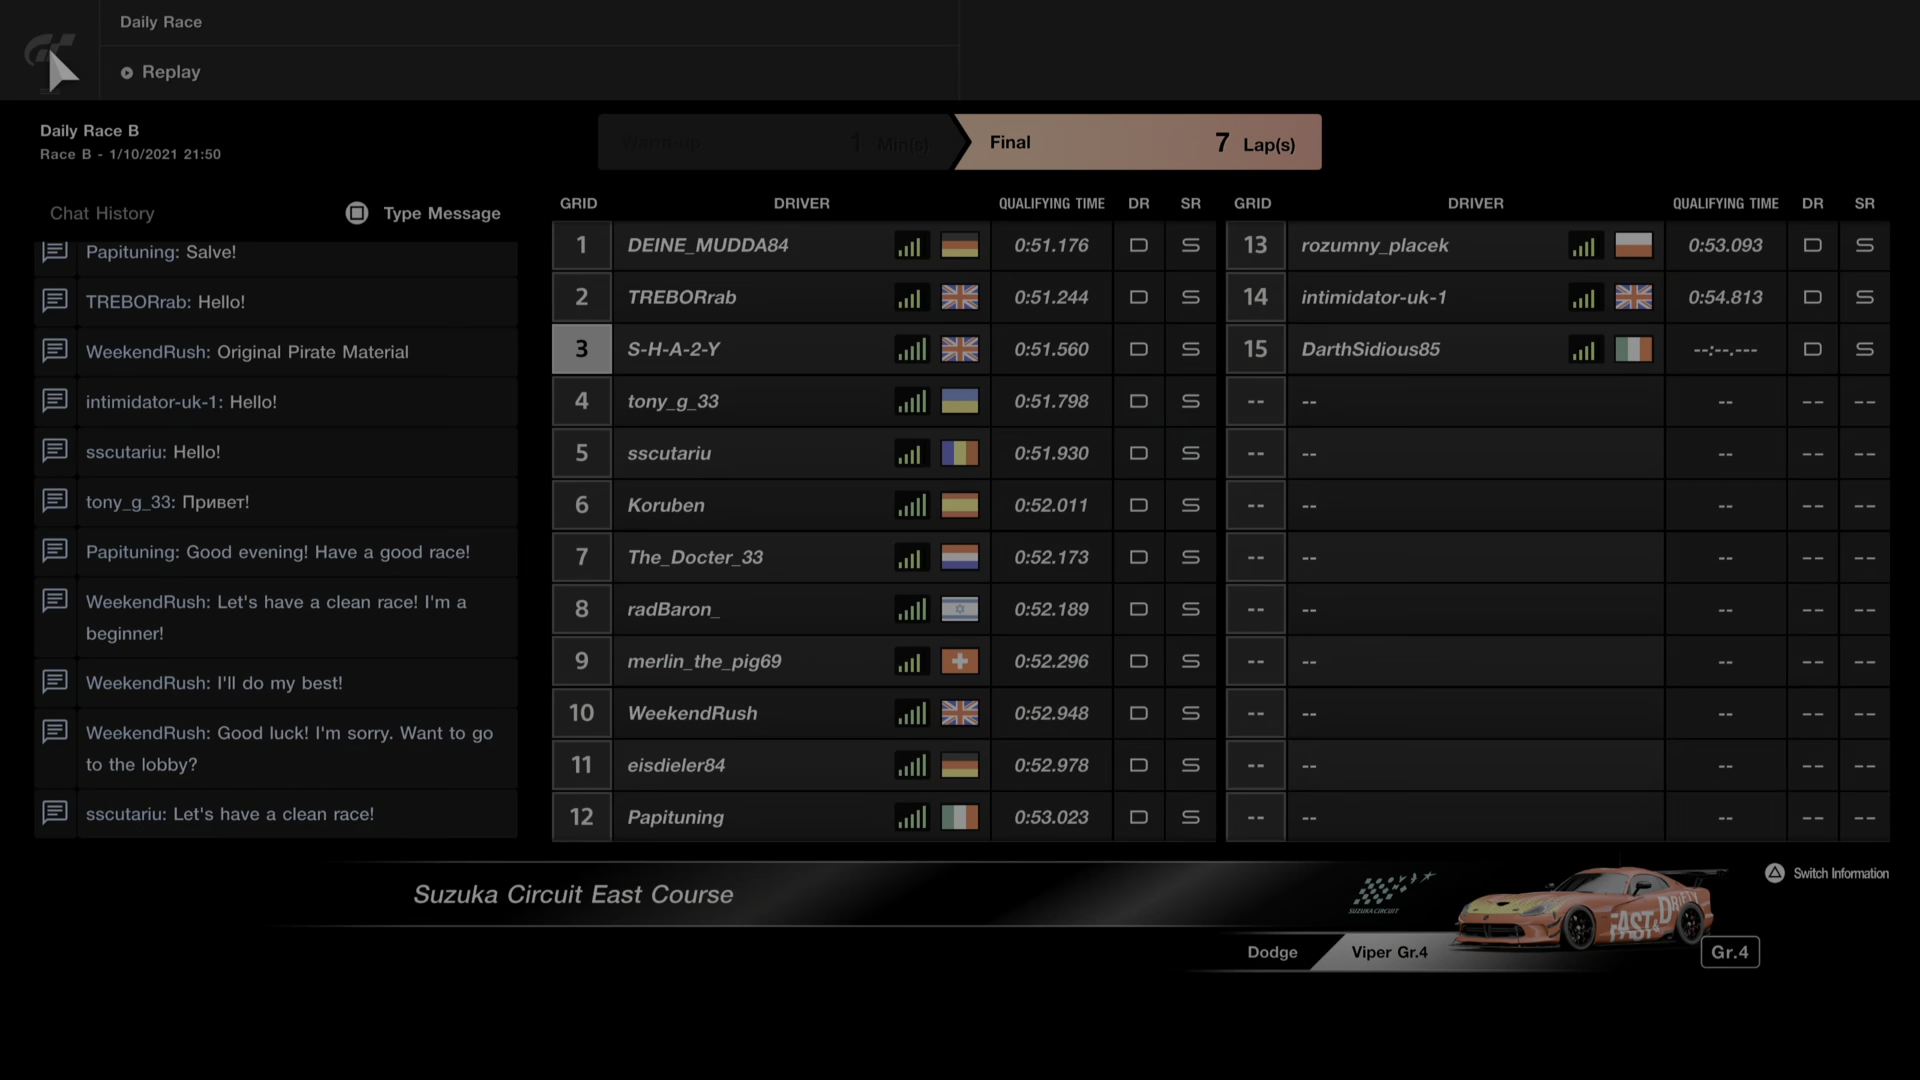 Daily Race
Replay
Daily Race B
Race B - 1/10/2021 21:50
Warm-up 1 Min(s)
Final 7 Lap(s)
Chat History Type Message
Papituning: Salve!
TREBORrab: Hello!
WeekendRush: Original Pirate Material
intimidator-uk-1: Hello!
sscutariu: Hello!
tony_g_33: Привет!
Papituning: Good evening! Have a good race!
WeekendRush: Let's have a clean race! I'm a
beginner!
WeekendRush: I'll do my best!
WeekendRush: Good luck! I'm sorry. Want to go
to the lobby?
sscutariu: Let's have a clean race!
GRID DRIVER QUALIFYING TIME DR SR
1 DEINE_MUDDA84 0:51.176 D S
2 TREBORrab 0:51.244 D S
3 S-H-A-2-Y 0:51.560 D S
4 tony_g_33 0:51.798 D S
5 sscutariu 0:51.930 D S
6 Koruben 0:52.011 D S
7 The_Docter_33 0:52.173 D S
8 radBaron_ 0:52.189 D S
9 merlin_the_pig69 0:52.296 D S
10 WeekendRush 0:52.948 D S
11 eisdieler84 0:52.978 D S
12 Papituning 0:53.023 D S
GRID DRIVER QUALIFYING TIME DR SR
13 rozumny_placek 0:53.093 D S
14 intimidator-uk-1 0:54.813 D S
15 DarthSidious85 --:--.--- D S
-- -- -- -- --
-- -- -- -- --
-- -- -- -- --
-- -- -- -- --
-- -- -- -- --
-- -- -- -- --
-- -- -- -- --
-- -- -- -- --
-- -- -- -- --
Suzuka Circuit East Course
SUZUKA CIRCUIT
FAST& DRIFTY
Switch Information
Dodge Viper Gr.4 Gr.4